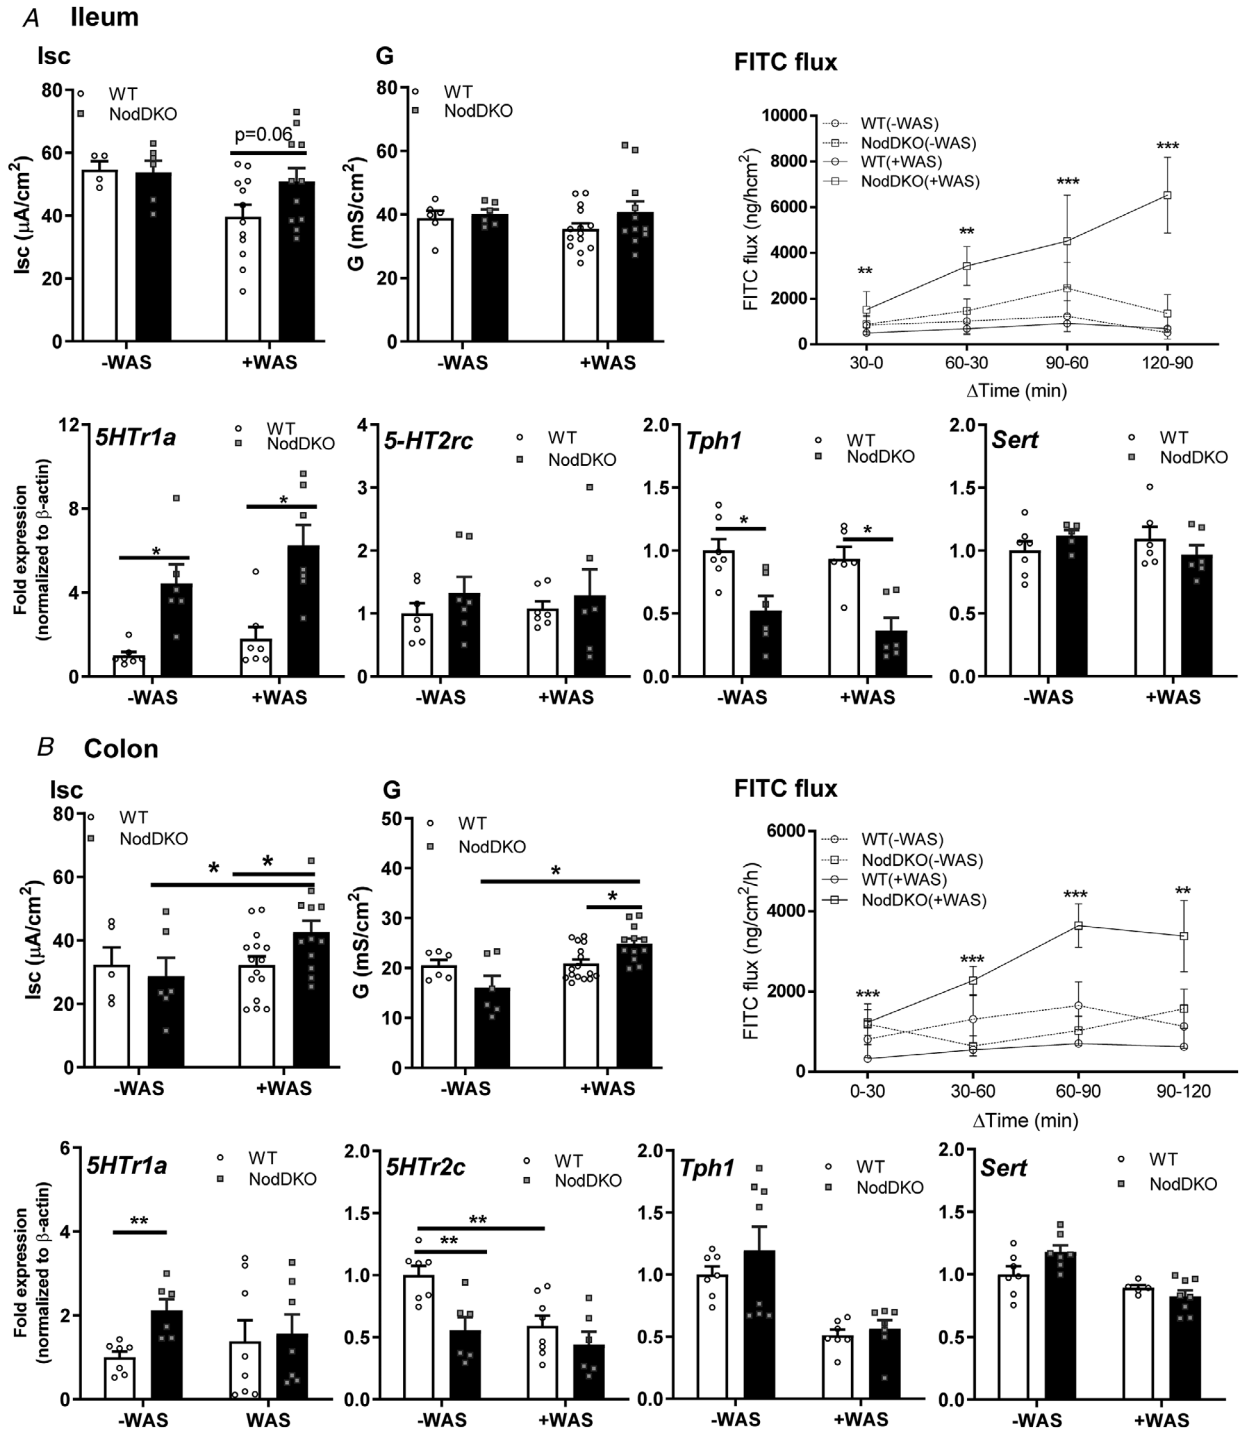 A Ileum
Isc
G
FITC flux
80
60
40
20
0
Isc (μA/cm2)
WT
NodDKO
p=0.06
-WAS
+WAS
80
60
40
20
0
G (mS/cm2)
WT
NodDKO
-WAS
+WAS
10000
8000
6000
4000
2000
0
FITC flux (ng/hcm2)
WT(-WAS)
NodDKO(-WAS)
WT(+WAS)
NodDKO(+WAS)
**
**
***
***
30-0
60-30
90-60
120-90
ΔTime (min)
12
8
4
0
Fold expression
(normalized to β-actin)
5HTr1a
WT
NodDKO
*
*
-WAS
+WAS
4
3
2
1
0
5-HT2rc
WT
NodDKO
-WAS
+WAS
2.0
1.5
1.0
0.5
0.0
Tph1
WT
NodDKO
*
*
-WAS
+WAS
2.0
1.5
1.0
0.5
0.0
Sert
WT
NodDKO
-WAS
+WAS
B Colon
Isc
G
FITC flux
80
60
40
20
0
Isc (μA/cm2)
WT
NodDKO
*
*
-WAS
+WAS
50
40
30
20
10
0
G (mS/cm2)
WT
NodDKO
*
*
-WAS
+WAS
6000
4000
2000
0
FITC flux (ng/cm2/h)
WT(-WAS)
NodDKO(-WAS)
WT(+WAS)
NodDKO(+WAS)
***
***
***
**
0-30
30-60
60-90
90-120
ΔTime (min)
6
4
2
0
Fold expression
(normalized to β-actin)
5HTr1a
WT
NodDKO
**
-WAS
WAS
2.0
1.5
1.0
0.5
0.0
5HTr2c
WT
NodDKO
**
**
-WAS
+WAS
2.0
1.5
1.0
0.5
0.0
Tph1
WT
NodDKO
-WAS
+WAS
2.0
1.5
1.0
0.5
0.0
Sert
WT
NodDKO
-WAS
+WAS